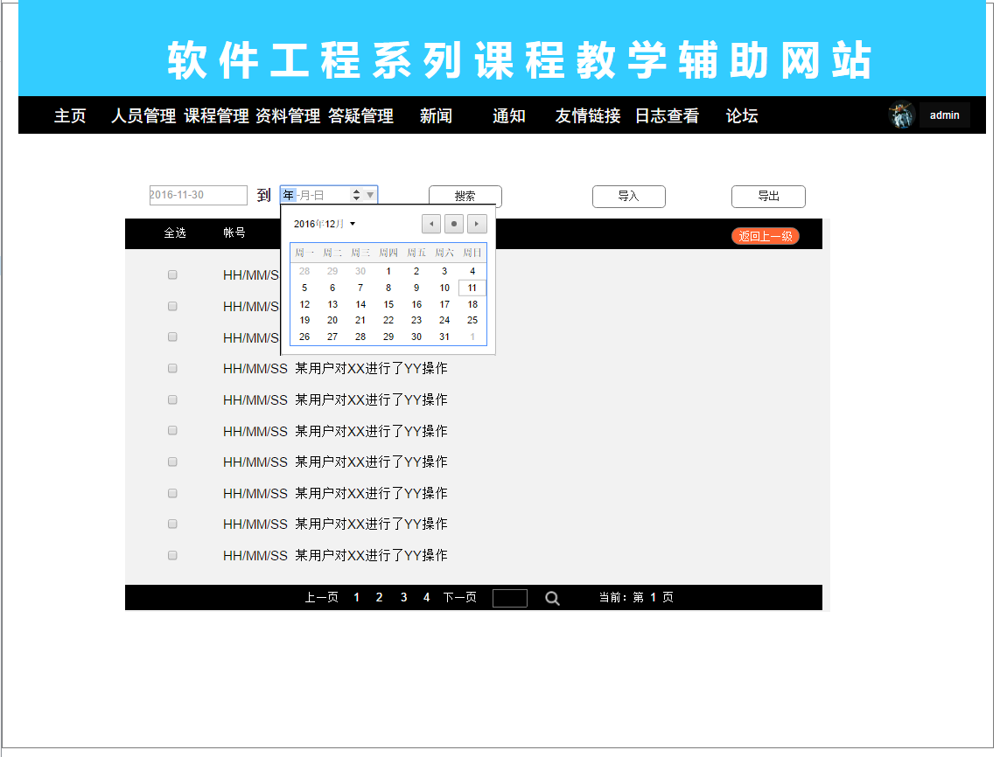 软件工程系列课程教学辅助网站
主页 人员管理 课程管理 资料管理 答疑管理 新闻 通知 友情链接 日志查看 论坛 admin
2016-11-30 到 年-月-日 搜索 导入 导出
全选 帐号 返回上一级
2016年12月
周一 周二 周三 周四 周五 周六 周日
28 29 30 1 2 3 4
5 6 7 8 9 10 11
12 13 14 15 16 17 18
19 20 21 22 23 24 25
26 27 28 29 30 31 1
HH/MM/S
HH/MM/S
HH/MM/S
HH/MM/SS 某用户对XX进行了YY操作
HH/MM/SS 某用户对XX进行了YY操作
HH/MM/SS 某用户对XX进行了YY操作
HH/MM/SS 某用户对XX进行了YY操作
HH/MM/SS 某用户对XX进行了YY操作
HH/MM/SS 某用户对XX进行了YY操作
HH/MM/SS 某用户对XX进行了YY操作
上一页 1 2 3 4 下一页 当前：第 1 页